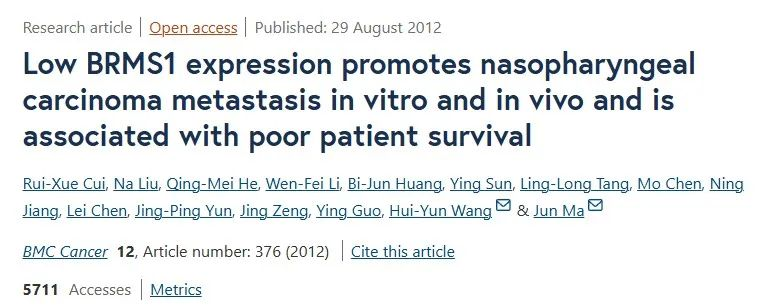 Research article | Open access | Published: 29 August 2012
Low BRMS1 expression promotes nasopharyngeal
carcinoma metastasis in vitro and in vivo and is
associated with poor patient survival
Rui-Xue Cui, Na Liu, Qing-Mei He, Wen-Fei Li, Bi-Jun Huang, Ying Sun, Ling-Long Tang, Mo Chen, Ning
Jiang, Lei Chen, Jing-Ping Yun, Jing Zeng, Ying Guo, Hui-Yun Wang & Jun Ma
BMC Cancer 12, Article number: 376 (2012) | Cite this article
5711 Accesses | Metrics